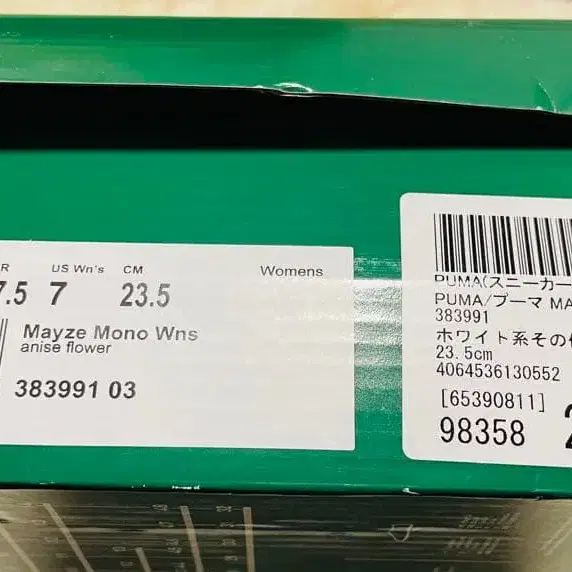 R US Wn's CM Womens
7.5 7 23.5
Mayze Mono Wns
anise flower
383991 03
PUMA(スニーカー
PUMA/プーマ MA
383991
ホワイト系その
23.5cm
4064536130552
[65390811]
98358